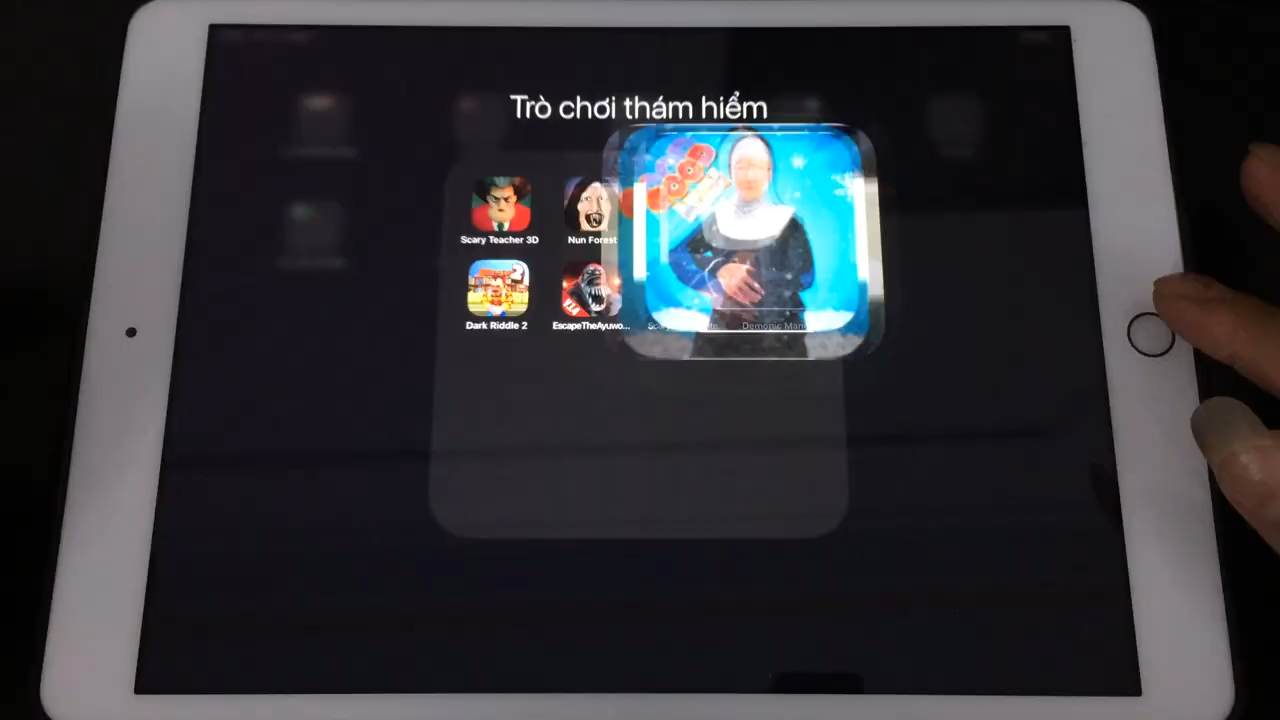 Trò chơi thám hiểm
Scary Teacher 3D
Nun Forest
Dark Riddle 2
EscapeTheAyuwo...